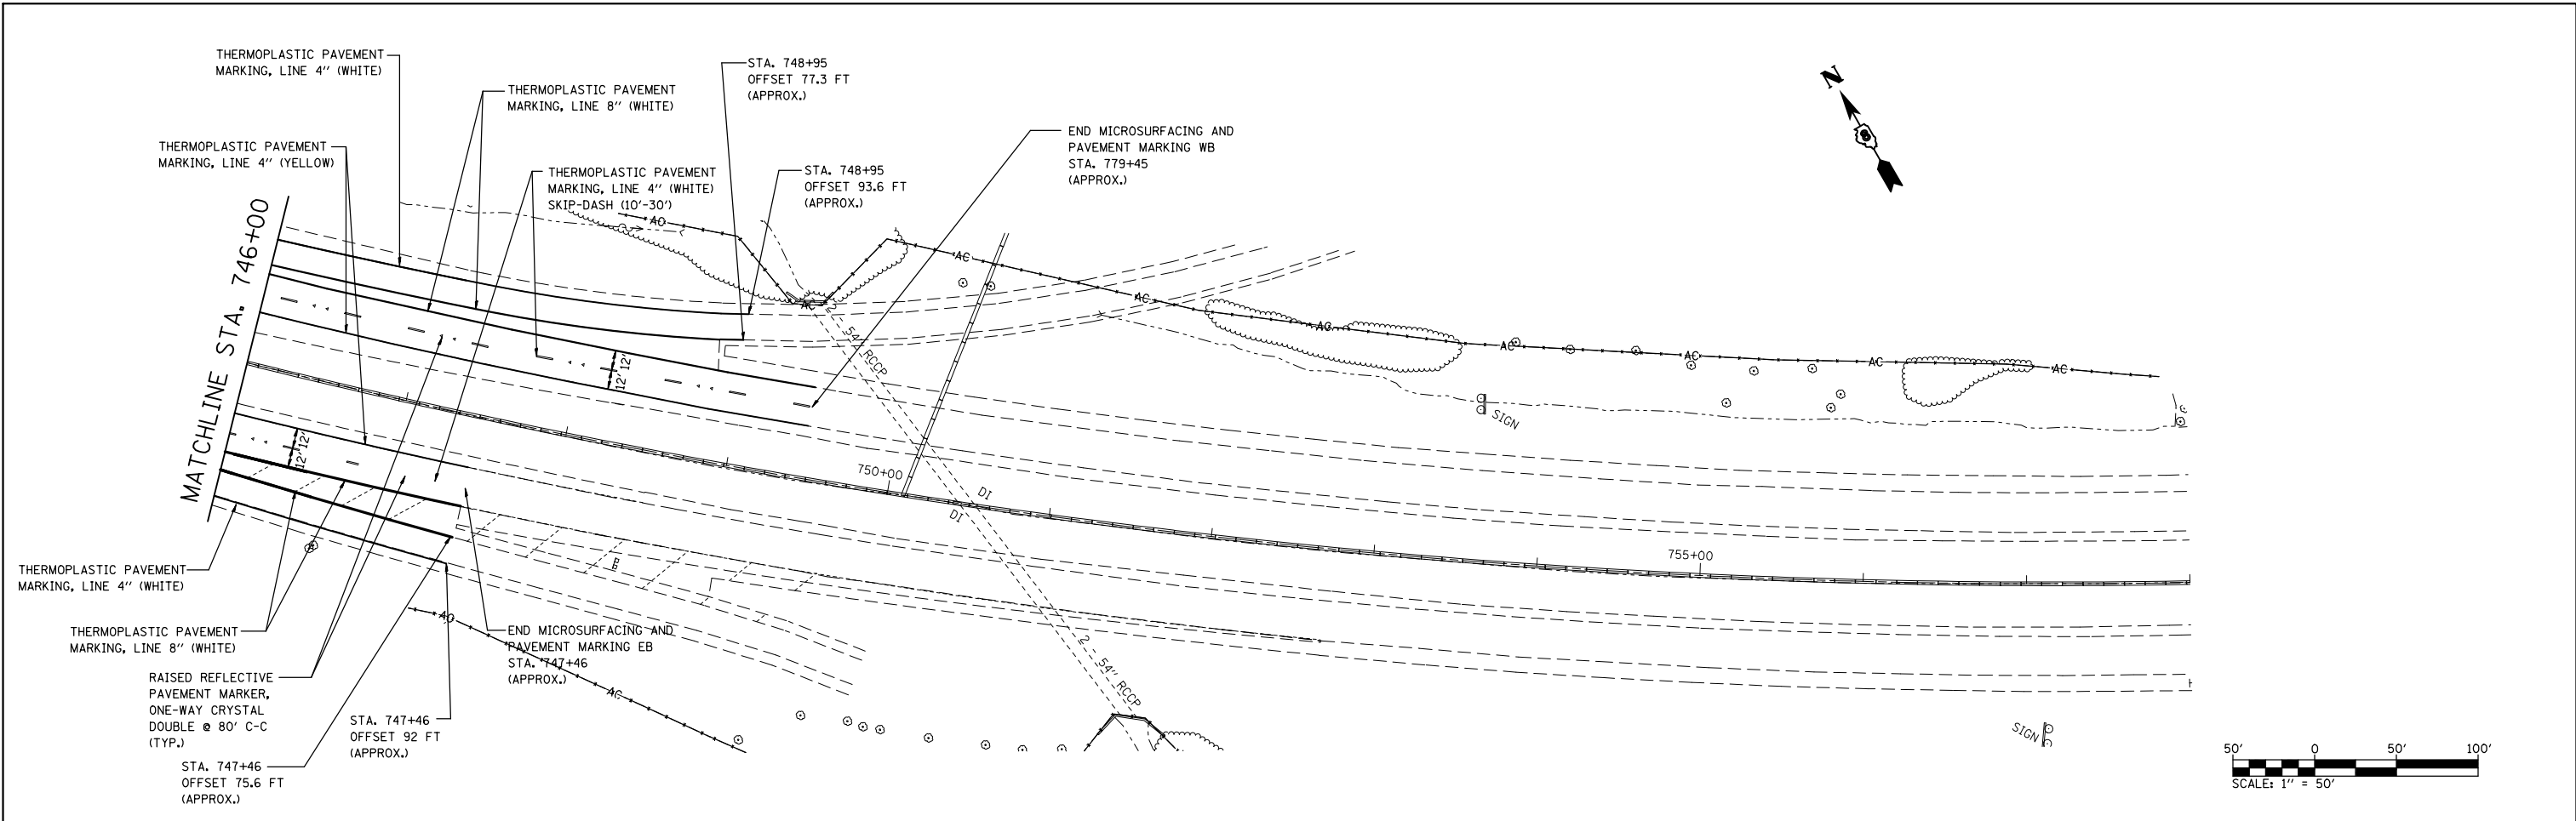 THERMOPLASTIC PAVEMENT
MARKING, LINE 4" (WHITE)
THERMOPLASTIC PAVEMENT
MARKING, LINE 8" (WHITE)
STA. 748+95
OFFSET 77.3 FT
(APPROX.)
N
THERMOPLASTIC PAVEMENT
MARKING, LINE 4" (YELLOW)
THERMOPLASTIC PAVEMENT
MARKING, LINE 4" (WHITE)
SKIP-DASH (10'-30')
STA. 748+95
OFFSET 93.6 FT
(APPROX.)
END MICROSURFACING AND
PAVEMENT MARKING WB
STA. 779+45
(APPROX.)
MATCHLINE STA. 746+00
AO
AC
AC
AC
AC
AC
AC
AC
AC
2 - 54" RCCP
12' 12'
12' 12'
SIGN
750+00
DI
DI
755+00
THERMOPLASTIC PAVEMENT
MARKING, LINE 4" (WHITE)
THERMOPLASTIC PAVEMENT
MARKING, LINE 8" (WHITE)
RAISED REFLECTIVE
PAVEMENT MARKER,
ONE-WAY CRYSTAL
DOUBLE @ 80' C-C
(TYP.)
STA. 747+46
OFFSET 75.6 FT
(APPROX.)
STA. 747+46
OFFSET 92 FT
(APPROX.)
AO
END MICROSURFACING AND
PAVEMENT MARKING EB
STA. 747+46
(APPROX.)
AC
2 - 54" RCCP
SIGN
50' 0 50' 100'
SCALE: 1" = 50'